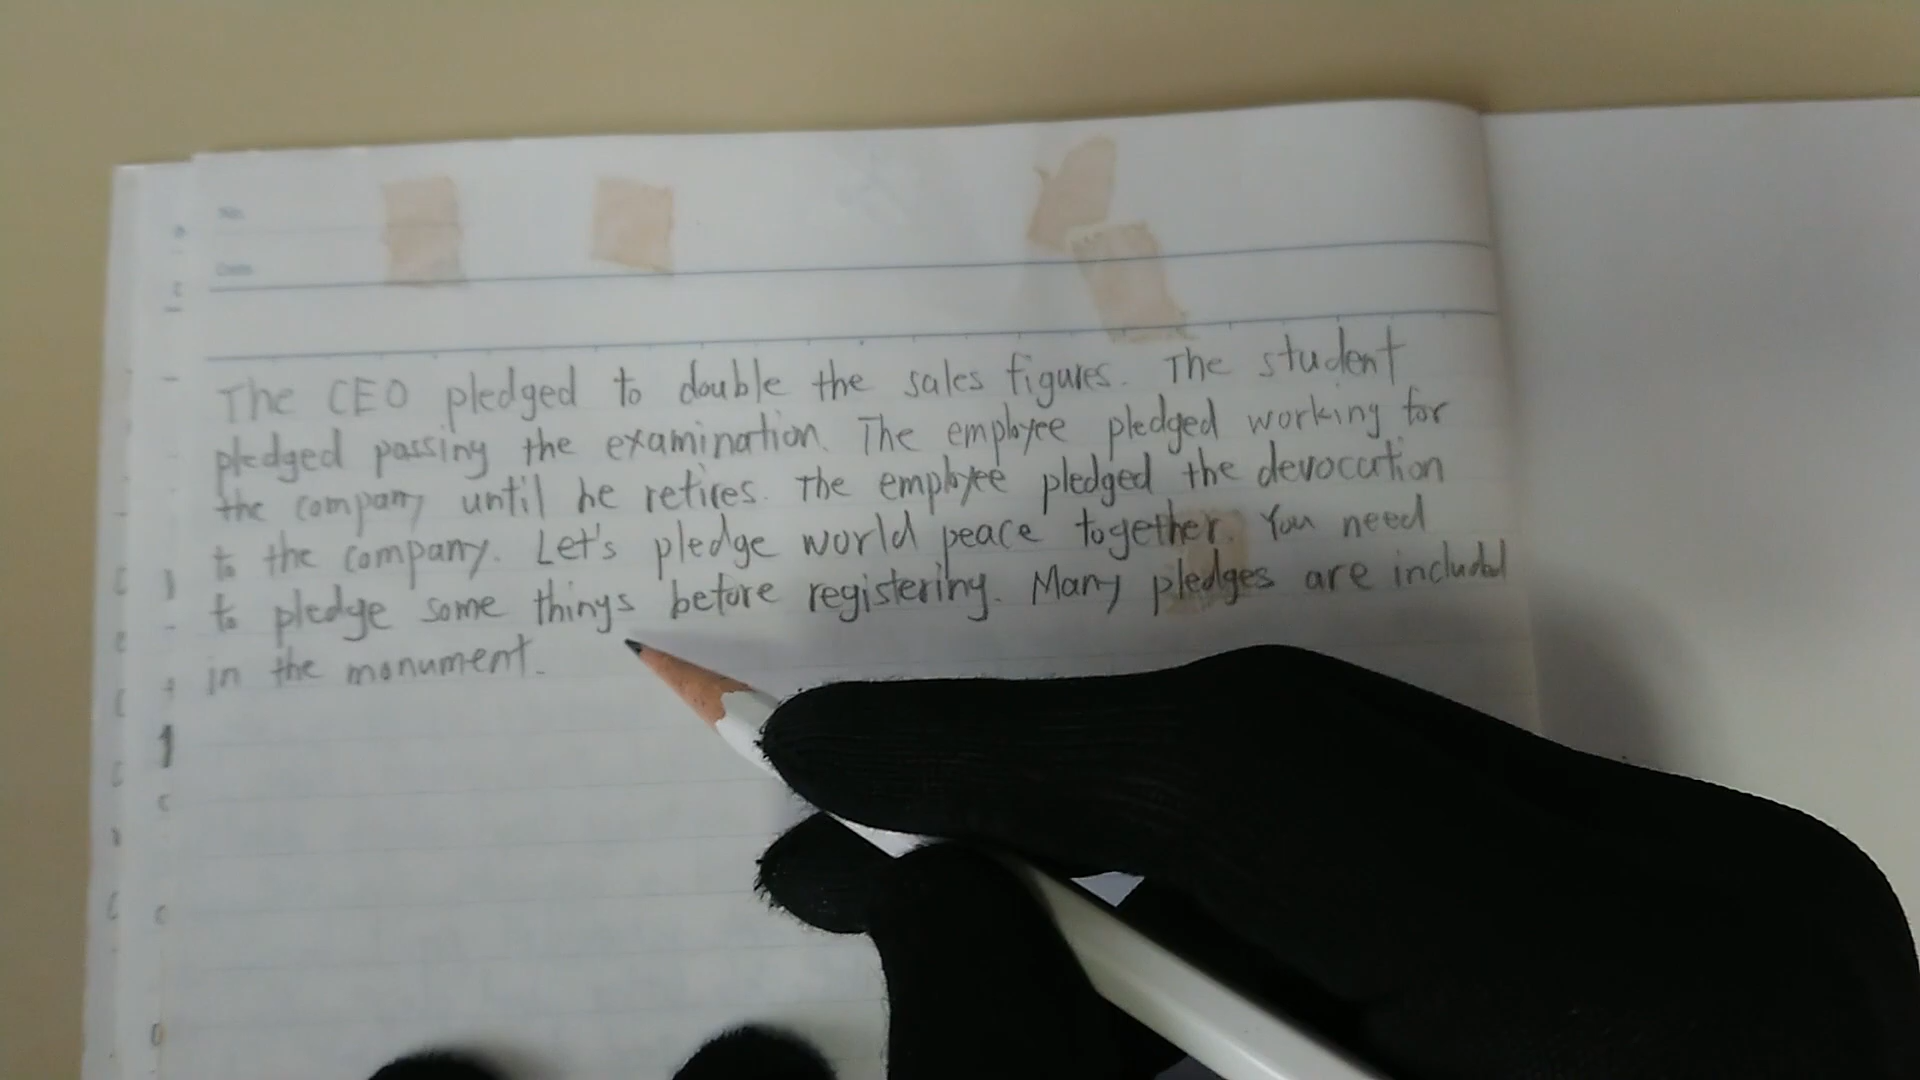 No.
Date
The CEO pledged to double the sales figures. The student
pledged passing the examination. The employee pledged working for
the company until he retires. The employee pledged the devocation
to the company. Let's pledge world peace together. You need
to pledge some things before registering. Many pledges are included
in the monument.